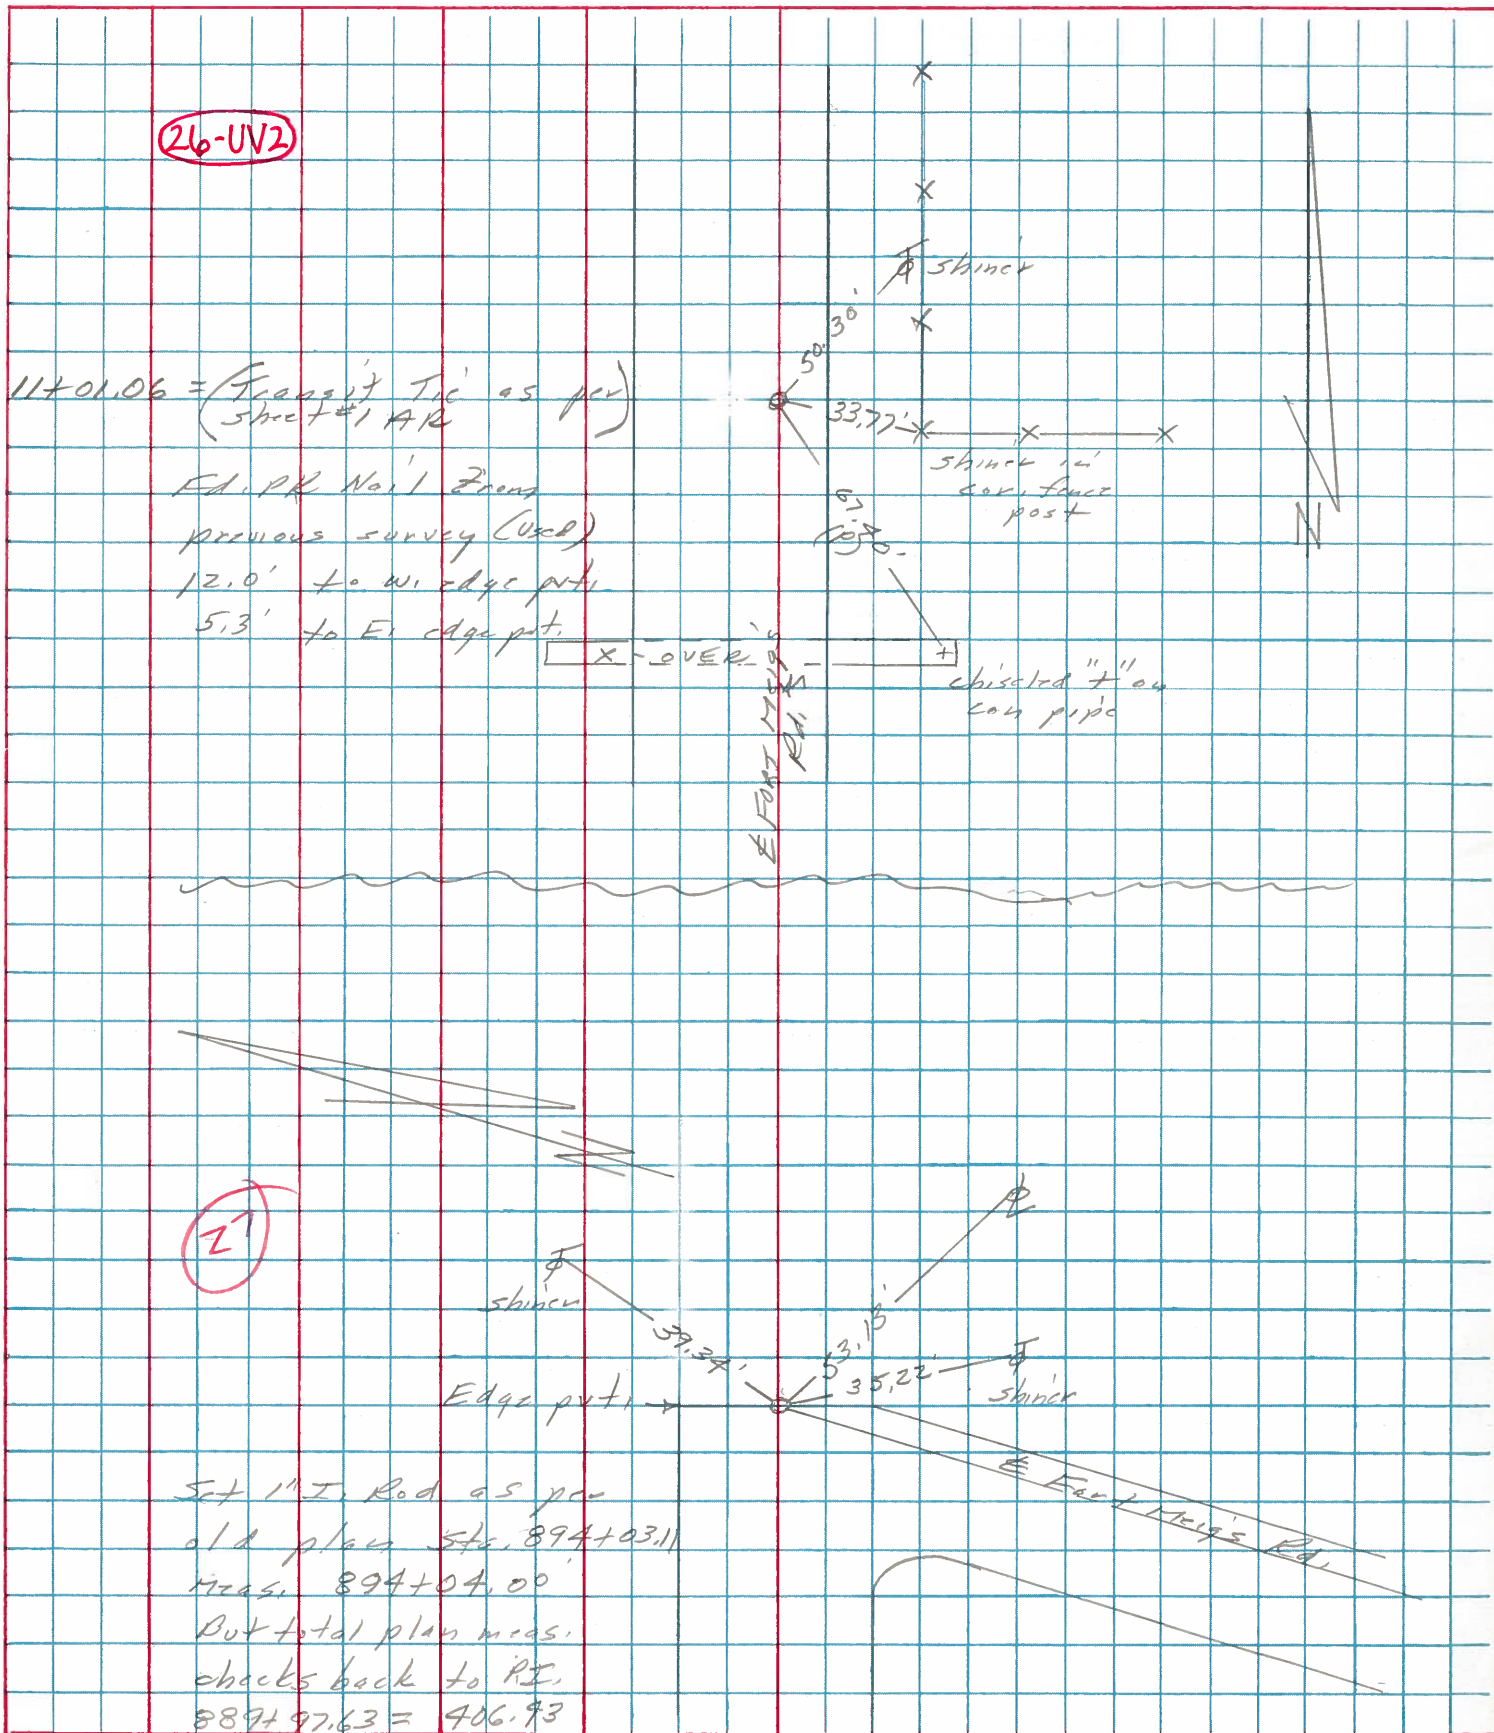 26-UV2
shiner
50.30'
11+01.06 = (Transit Tie as per
sheet #1 AR)
33.77'
shiner in
cor. fence
post
Fd. PK Nail From
previous survey (Used)
12.0' to W. edge pvt.
5.3' to E. edge pvt.
N
X-OVER
+
chiseled "+" on
con pipe
℄ FORT MEIGS
Rd.
N
27
shiner
39.34'
53.13'
35.22'
shiner
Edge pvt.
℄ Fort Meigs Rd.
Set 1" I. Rod as per
old plan Sta. 894+03.11
Meas. 894+04.00
But total plan meas.
checks back to P.I.
889+97.63 = 406.43